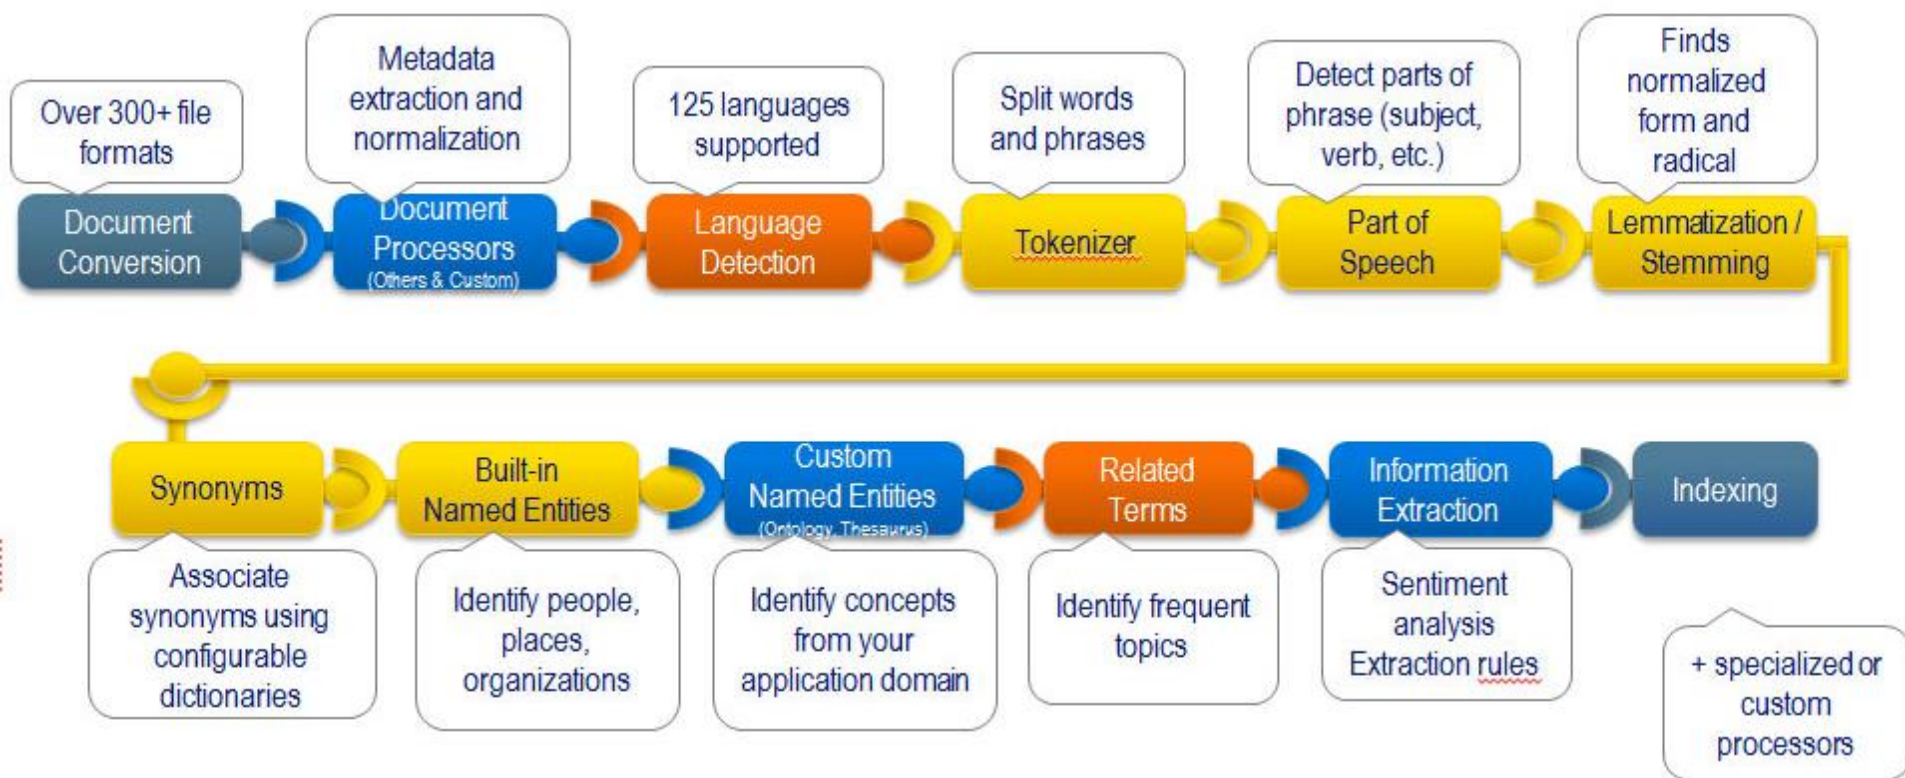 Over 300+ file
formats
Metadata
extraction and
normalization
125 languages
supported
Split words
and phrases
Detect parts of
phrase (subject,
verb, etc.)
Finds
normalized
form and
radical
Document
Conversion
Document
Processors
(Others & Custom)
Language
Detection
Tokenizer
Part of
Speech
Lemmatization /
Stemming
Synonyms
Built-in
Named Entities
Custom
Named Entities
(Ontology, Thesaurus)
Related
Terms
Information
Extraction
Indexing
Associate
synonyms using
configurable
dictionaries
Identify people,
places,
organizations
Identify concepts
from your
application domain
Identify frequent
topics
Sentiment
analysis
Extraction rules
+ specialized or
custom
processors